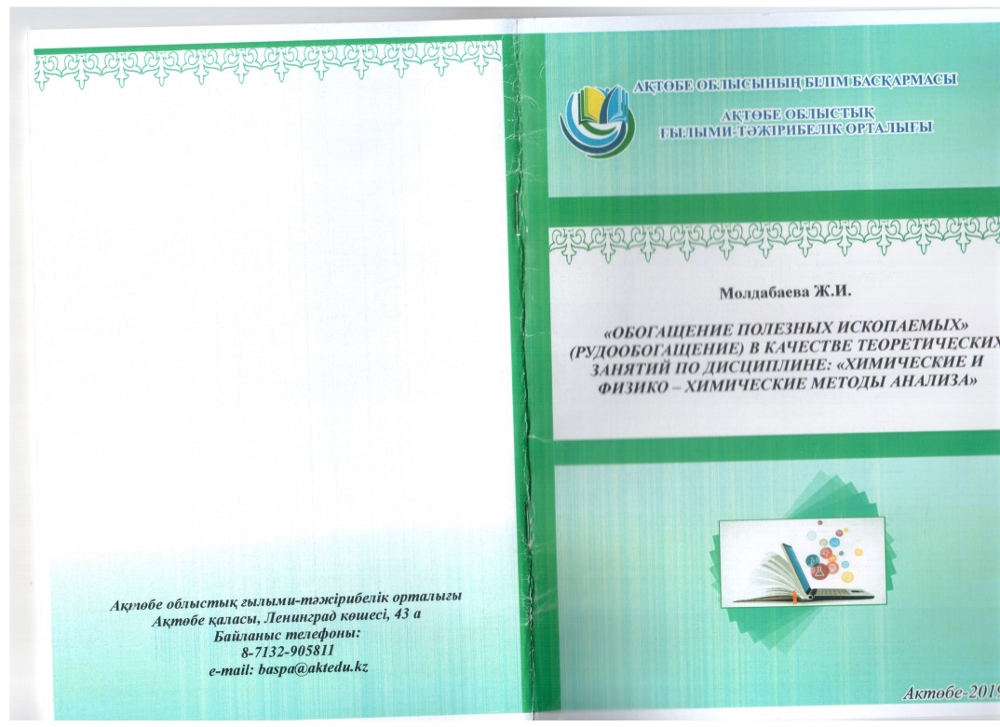 АҚТӨБЕ ОБЛЫСЫНЫҢ БІЛІМ БАСҚАРМАСЫ
АҚТӨБЕ ОБЛЫСТЫҚ
ҒЫЛЫМИ-ТӘЖІРИБЕЛІК ОРТАЛЫҒЫ
Молдабаева Ж.И.
«ОБОГАЩЕНИЕ ПОЛЕЗНЫХ ИСКОПАЕМЫХ»
(РУДООБОГАЩЕНИЕ) В КАЧЕСТВЕ ТЕОРЕТИЧЕСКИХ
ЗАНЯТИЙ ПО ДИСЦИПЛИНЕ: «ХИМИЧЕСКИЕ И
ФИЗИКО – ХИМИЧЕСКИЕ МЕТОДЫ АНАЛИЗА»
Ақтөбе-2019
Ақтөбе облыстық ғылыми-тәжірибелік орталығы
Ақтөбе қаласы, Ленинград көшесі, 43 а
Байланыс телефоны:
8-7132-905811
e-mail: baspa@aktedu.kz